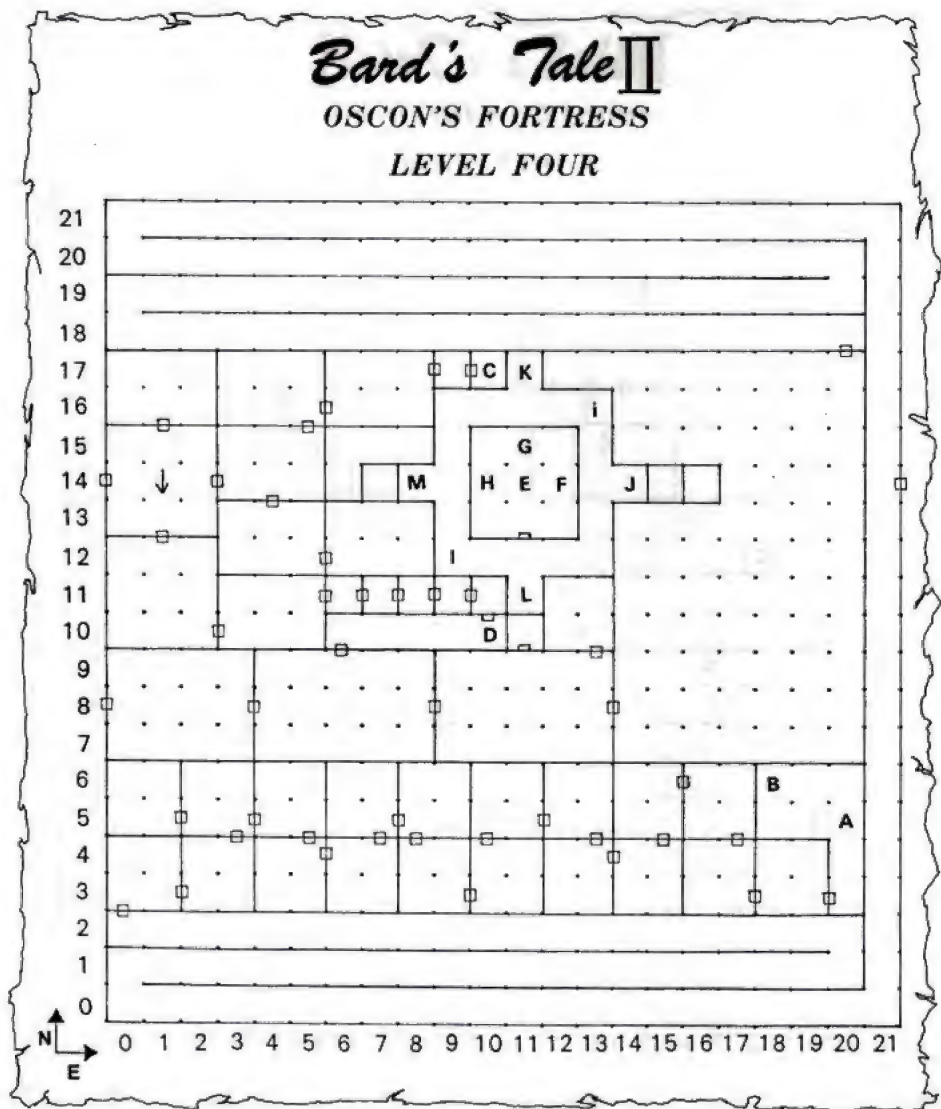 Bard's Tale II
OSCON'S FORTRESS
LEVEL FOUR
21
20
19
18
17 C K
16 i
15 G
14 M H E F J
13
12 I
11 L
10 D
9
8
7
6 B
5 A
4
3
2
1
0
N
0 1 2 3 4 5 6 7 8 9 10 11 12 13 14 15 16 17 18 19 20 21
E